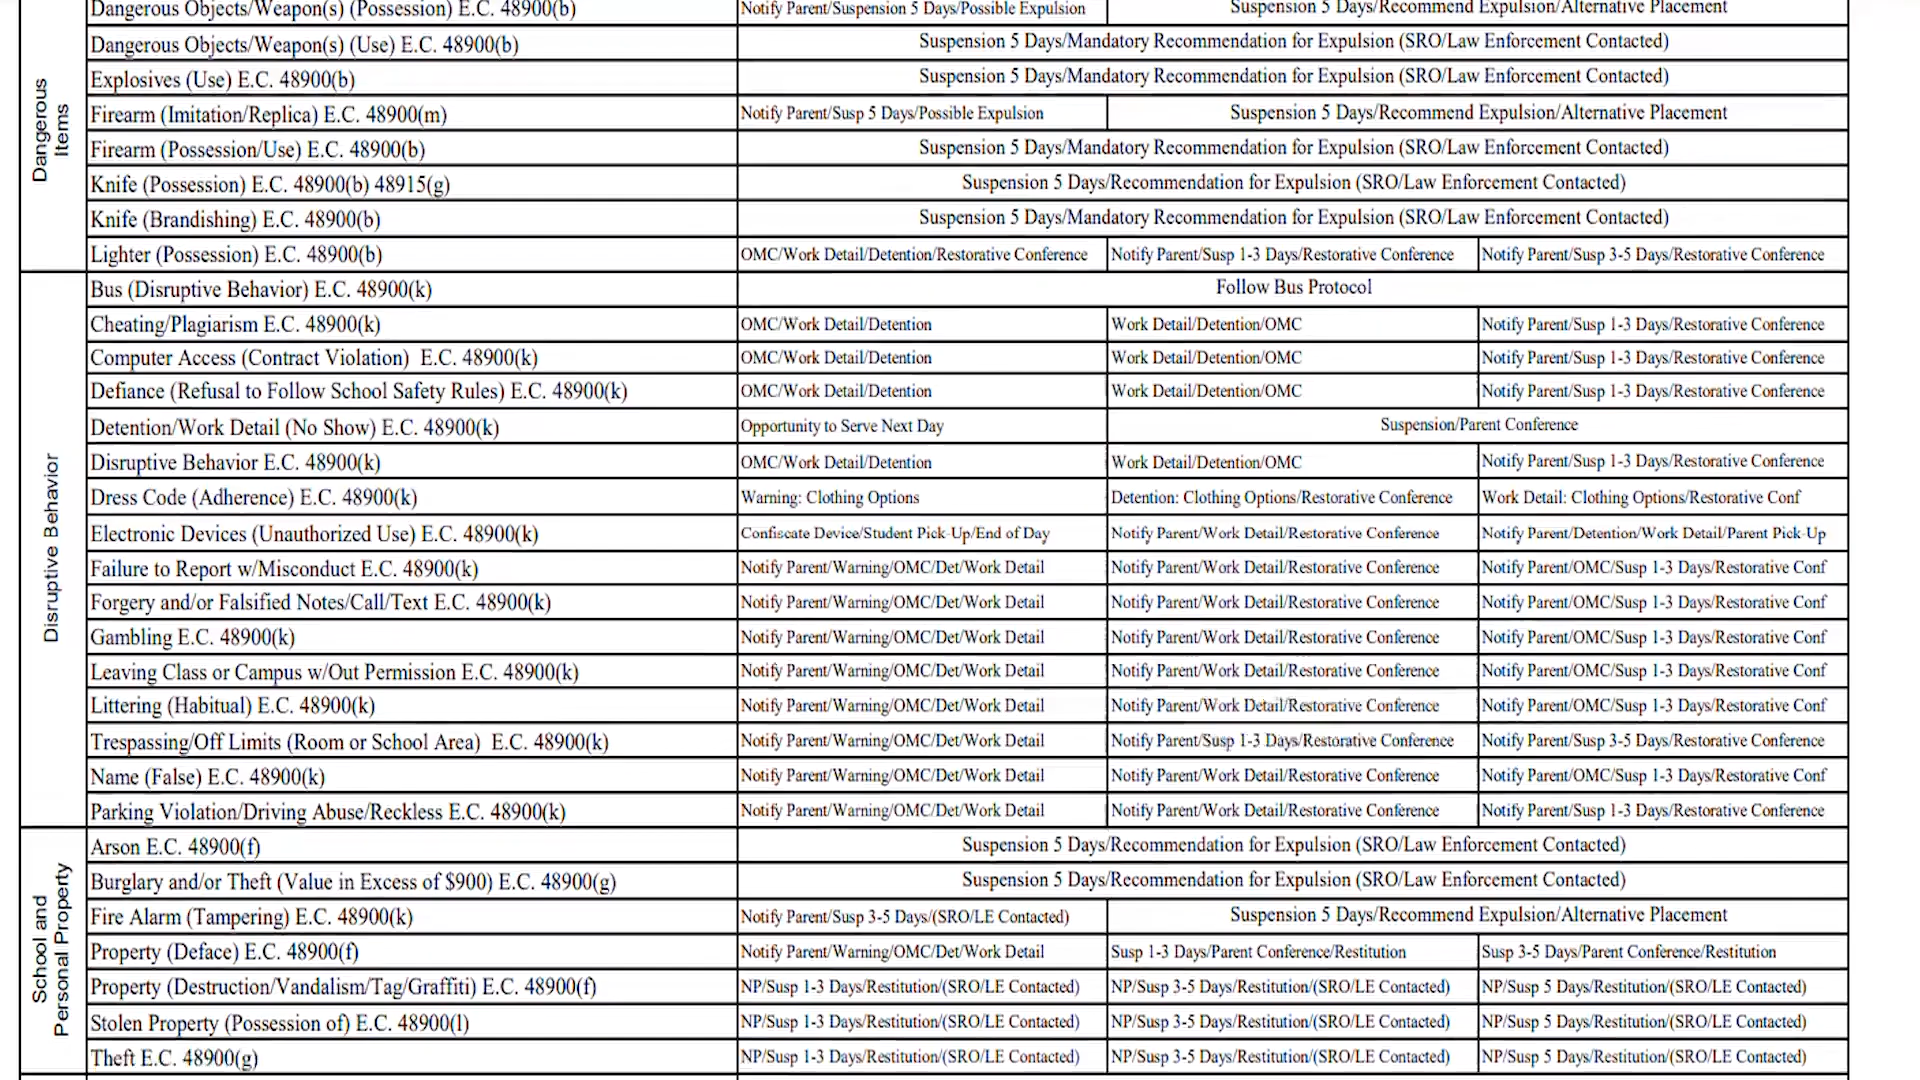 Dangerous Items
Dangerous Objects/Weapon(s) (Possession) E.C. 48900(b) Notify Parent/Suspension 5 Days/Possible Expulsion Suspension 5 Days/Recommend Expulsion/Alternative Placement
Dangerous Objects/Weapon(s) (Use) E.C. 48900(b) Suspension 5 Days/Mandatory Recommendation for Expulsion (SRO/Law Enforcement Contacted)
Explosives (Use) E.C. 48900(b) Suspension 5 Days/Mandatory Recommendation for Expulsion (SRO/Law Enforcement Contacted)
Firearm (Imitation/Replica) E.C. 48900(m) Notify Parent/Susp 5 Days/Possible Expulsion Suspension 5 Days/Recommend Expulsion/Alternative Placement
Firearm (Possession/Use) E.C. 48900(b) Suspension 5 Days/Mandatory Recommendation for Expulsion (SRO/Law Enforcement Contacted)
Knife (Possession) E.C. 48900(b) 48915(g) Suspension 5 Days/Recommendation for Expulsion (SRO/Law Enforcement Contacted)
Knife (Brandishing) E.C. 48900(b) Suspension 5 Days/Mandatory Recommendation for Expulsion (SRO/Law Enforcement Contacted)
Lighter (Possession) E.C. 48900(b) OMC/Work Detail/Detention/Restorative Conference Notify Parent/Susp 1-3 Days/Restorative Conference Notify Parent/Susp 3-5 Days/Restorative Conference
Disruptive Behavior
Bus (Disruptive Behavior) E.C. 48900(k) Follow Bus Protocol
Cheating/Plagiarism E.C. 48900(k) OMC/Work Detail/Detention Work Detail/Detention/OMC Notify Parent/Susp 1-3 Days/Restorative Conference
Computer Access (Contract Violation) E.C. 48900(k) OMC/Work Detail/Detention Work Detail/Detention/OMC Notify Parent/Susp 1-3 Days/Restorative Conference
Defiance (Refusal to Follow School Safety Rules) E.C. 48900(k) OMC/Work Detail/Detention Work Detail/Detention/OMC Notify Parent/Susp 1-3 Days/Restorative Conference
Detention/Work Detail (No Show) E.C. 48900(k) Opportunity to Serve Next Day Suspension/Parent Conference
Disruptive Behavior E.C. 48900(k) OMC/Work Detail/Detention Work Detail/Detention/OMC Notify Parent/Susp 1-3 Days/Restorative Conference
Dress Code (Adherence) E.C. 48900(k) Warning: Clothing Options Detention: Clothing Options/Restorative Conference Work Detail: Clothing Options/Restorative Conf
Electronic Devices (Unauthorized Use) E.C. 48900(k) Confiscate Device/Student Pick-Up/End of Day Notify Parent/Work Detail/Restorative Conference Notify Parent/Detention/Work Detail/Parent Pick-Up
Failure to Report w/Misconduct E.C. 48900(k) Notify Parent/Warning/OMC/Det/Work Detail Notify Parent/Work Detail/Restorative Conference Notify Parent/OMC/Susp 1-3 Days/Restorative Conf
Forgery and/or Falsified Notes/Call/Text E.C. 48900(k) Notify Parent/Warning/OMC/Det/Work Detail Notify Parent/Work Detail/Restorative Conference Notify Parent/OMC/Susp 1-3 Days/Restorative Conf
Gambling E.C. 48900(k) Notify Parent/Warning/OMC/Det/Work Detail Notify Parent/Work Detail/Restorative Conference Notify Parent/OMC/Susp 1-3 Days/Restorative Conf
Leaving Class or Campus w/Out Permission E.C. 48900(k) Notify Parent/Warning/OMC/Det/Work Detail Notify Parent/Work Detail/Restorative Conference Notify Parent/OMC/Susp 1-3 Days/Restorative Conf
Littering (Habitual) E.C. 48900(k) Notify Parent/Warning/OMC/Det/Work Detail Notify Parent/Work Detail/Restorative Conference Notify Parent/OMC/Susp 1-3 Days/Restorative Conf
Trespassing/Off Limits (Room or School Area) E.C. 48900(k) Notify Parent/Warning/OMC/Det/Work Detail Notify Parent/Susp 1-3 Days/Restorative Conference Notify Parent/Susp 3-5 Days/Restorative Conference
Name (False) E.C. 48900(k) Notify Parent/Warning/OMC/Det/Work Detail Notify Parent/Work Detail/Restorative Conference Notify Parent/OMC/Susp 1-3 Days/Restorative Conf
Parking Violation/Driving Abuse/Reckless E.C. 48900(k) Notify Parent/Warning/OMC/Det/Work Detail Notify Parent/Work Detail/Restorative Conference Notify Parent/Susp 1-3 Days/Restorative Conference
School and Personal Property
Arson E.C. 48900(f) Suspension 5 Days/Recommendation for Expulsion (SRO/Law Enforcement Contacted)
Burglary and/or Theft (Value in Excess of $900) E.C. 48900(g) Suspension 5 Days/Recommendation for Expulsion (SRO/Law Enforcement Contacted)
Fire Alarm (Tampering) E.C. 48900(k) Notify Parent/Susp 3-5 Days/(SRO/LE Contacted) Suspension 5 Days/Recommend Expulsion/Alternative Placement
Property (Deface) E.C. 48900(f) Notify Parent/Warning/OMC/Det/Work Detail Susp 1-3 Days/Parent Conference/Restitution Susp 3-5 Days/Parent Conference/Restitution
Property (Destruction/Vandalism/Tag/Graffiti) E.C. 48900(f) NP/Susp 1-3 Days/Restitution/(SRO/LE Contacted) NP/Susp 3-5 Days/Restitution/(SRO/LE Contacted) NP/Susp 5 Days/Restitution/(SRO/LE Contacted)
Stolen Property (Possession of) E.C. 48900(l) NP/Susp 1-3 Days/Restitution/(SRO/LE Contacted) NP/Susp 3-5 Days/Restitution/(SRO/LE Contacted) NP/Susp 5 Days/Restitution/(SRO/LE Contacted)
Theft E.C. 48900(g) NP/Susp 1-3 Days/Restitution/(SRO/LE Contacted) NP/Susp 3-5 Days/Restitution/(SRO/LE Contacted) NP/Susp 5 Days/Restitution/(SRO/LE Contacted)